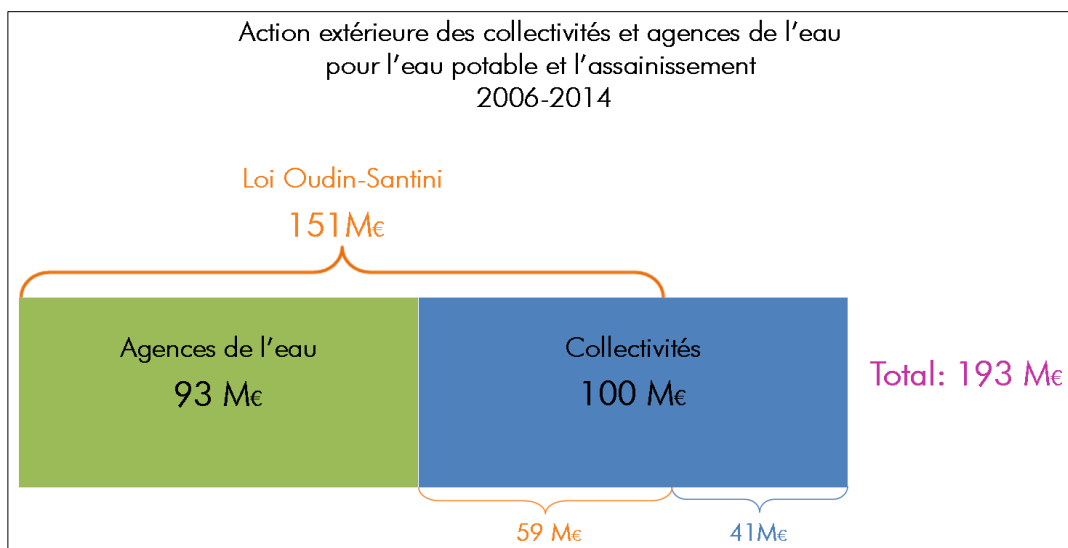 Action extérieure des collectivités et agences de l'eau
pour l'eau potable et l'assainissement
2006-2014
Loi Oudin-Santini
151M€
Agences de l'eau
93 M€
Collectivités
100 M€
Total: 193 M€
59 M€
41M€